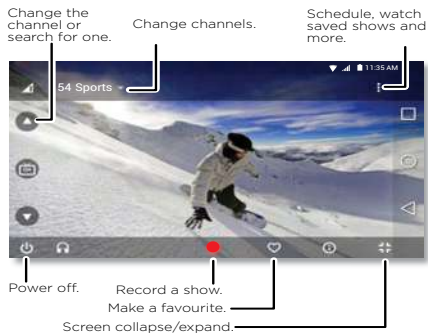 Change the
channel or
search for one.
Change channels.
Schedule, watch
saved shows and
more.
11:35 AM
54 Sports
Power off.
Record a show.
Make a favourite.
Screen collapse/expand.